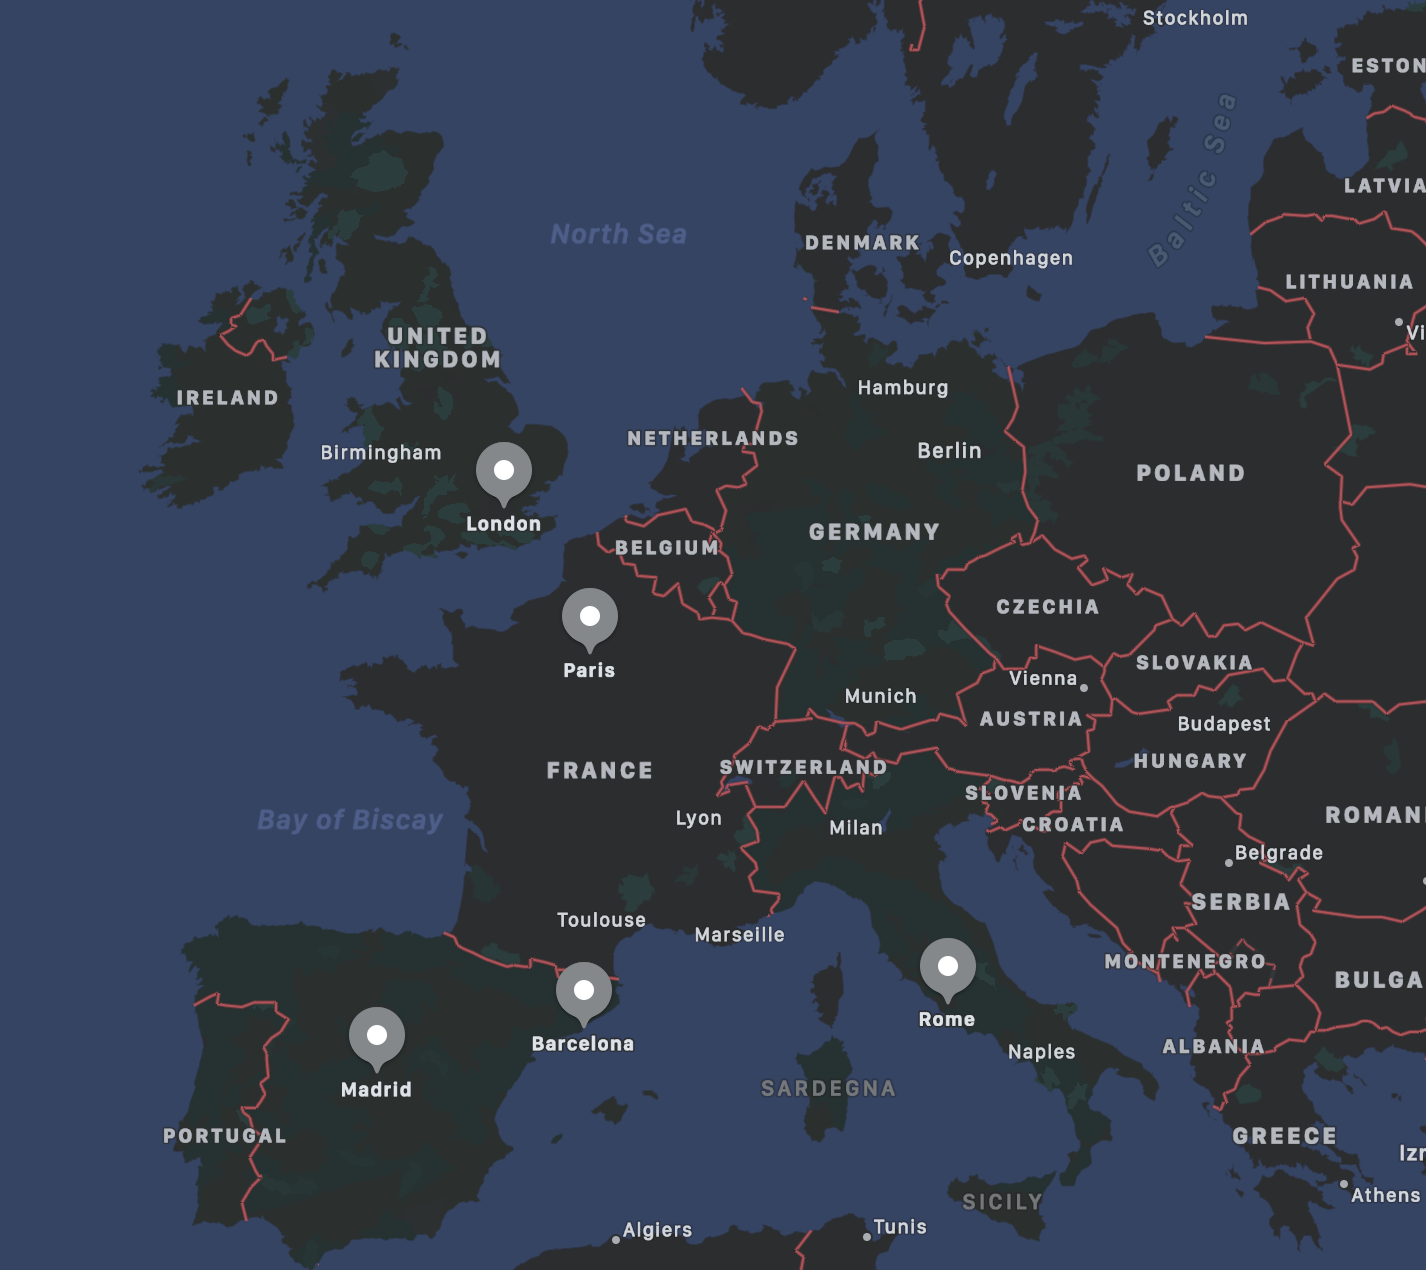 Stockholm
ESTON
Baltic Sea
LATVIA
North Sea
DENMARK
Copenhagen
LITHUANIA
Vi
UNITED
KINGDOM
IRELAND
Hamburg
NETHERLANDS
Birmingham
Berlin
POLAND
London
GERMANY
BELGIUM
CZECHIA
Paris
SLOVAKIA
Vienna
Munich
AUSTRIA
Budapest
HUNGARY
FRANCE
SWITZERLAND
SLOVENIA
Lyon
Bay of Biscay
Milan
CROATIA
ROMANI
Belgrade
SERBIA
Toulouse
Marseille
MONTENEGRO
BULGA
Rome
Barcelona
ALBANIA
Naples
Madrid
SARDEGNA
PORTUGAL
GREECE
Izr
Athens
SICILY
Algiers
Tunis